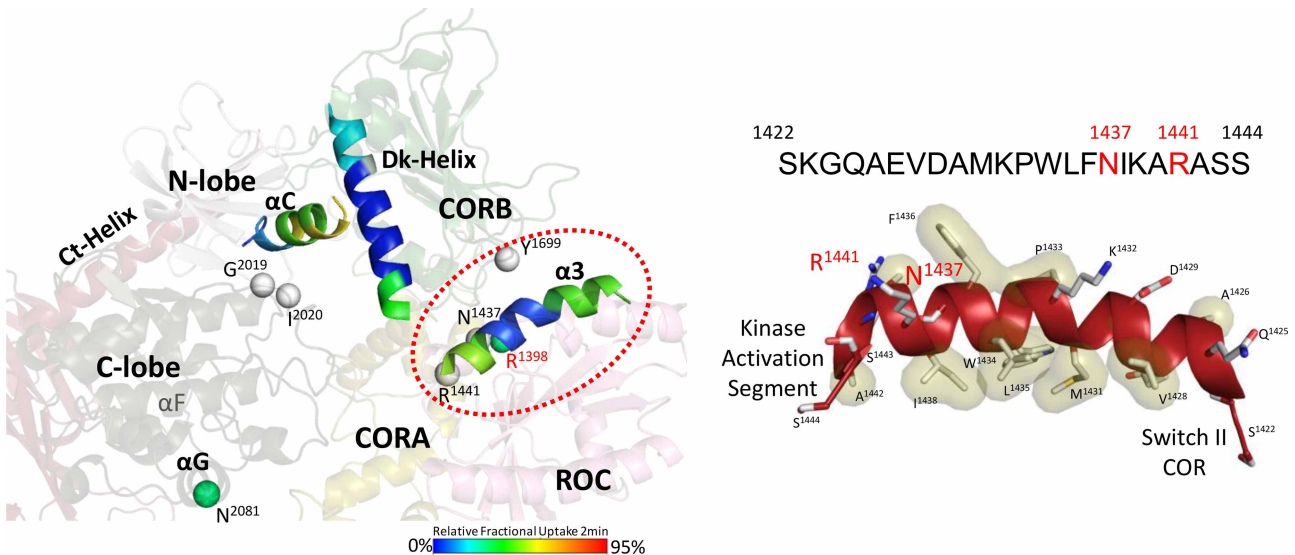 Dk-Helix
N-lobe
αC
CORB
Ct-Helix
Y1699
G2019
α3
I2020
N1437
R1398
C-lobe
αF
R1441
CORA
αG
ROC
N2081
Relative Fractional Uptake 2min
0%
95%
1422
1437
1441
1444
SKGQAEVDAMKPWLFNIKARASS
F1436
R1441
N1437
P1433
K1432
D1429
A1426
Kinase
Activation
Segment
Q1425
S1443
W1434
L1435
A1442
I1438
M1431
V1428
S1444
Switch II
COR
S1422